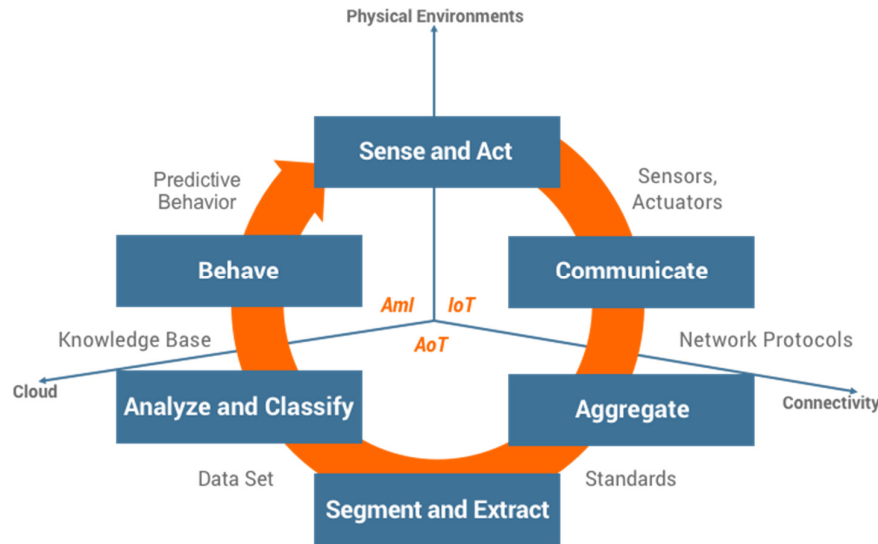 Physical Environments
Sense and Act
Predictive
Behavior
Sensors,
Actuators
Behave
Communicate
AmI
IoT
AoT
Knowledge Base
Network Protocols
Cloud
Connectivity
Analyze and Classify
Aggregate
Data Set
Standards
Segment and Extract